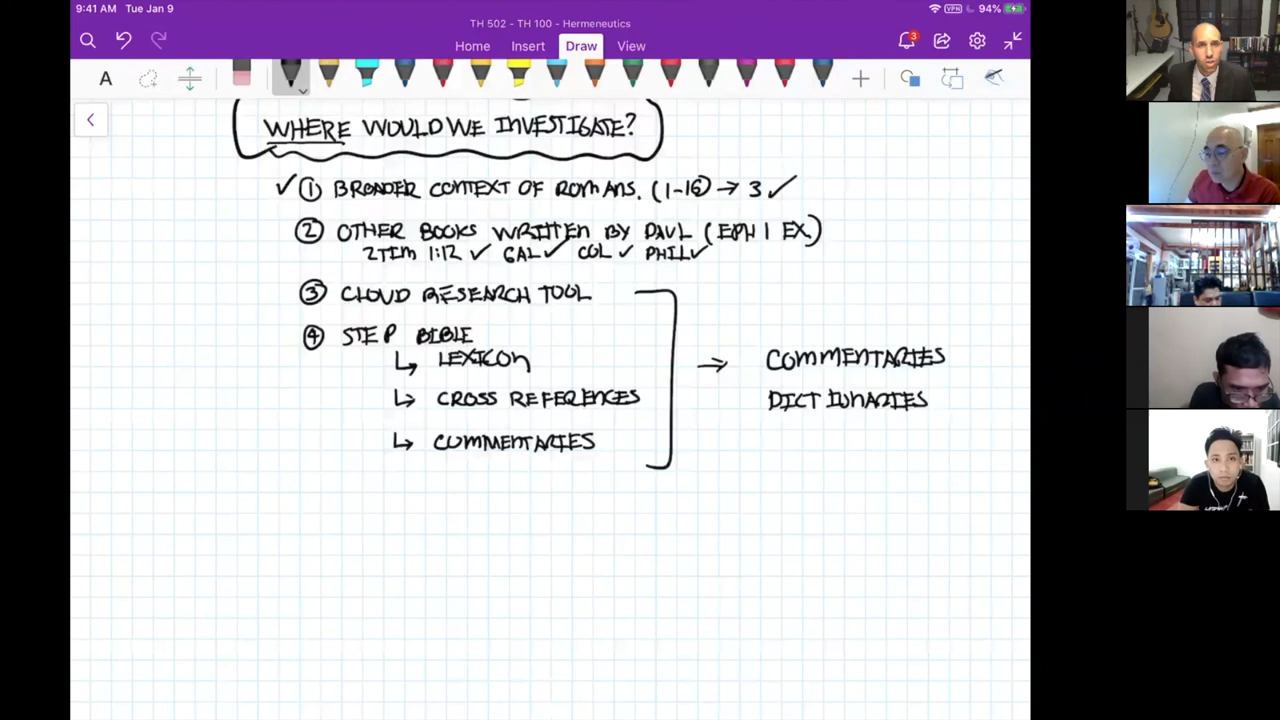 9:41 AM Tue Jan 9
VPN 94%
TH 502 - TH 100 - Hermeneutics
Home Insert Draw View
3
A
WHERE WOULD WE INVESTIGATE?
✓ ① BROADER CONTEXT OF ROMANS. (1-16) → 3 ✓
② OTHER BOOKS WRITTEN BY PAUL (EPH 1 EX.)
2 TIM 1:12 ✓ GAL ✓ COL ✓ PHIL ✓
③ CLOUD RESEARCH TOOL
④ STEP BIBLE
↳ LEXICON
→ COMMENTARIES
↳ CROSS REFERENCES
DICTIONARIES
↳ COMMENTARIES